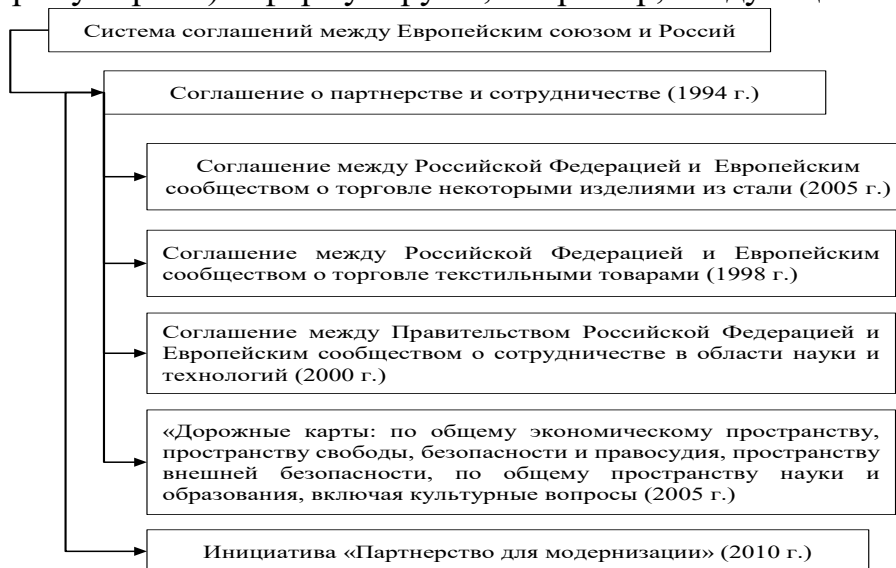 Система соглашений между Европейским союзом и Россий
Соглашение о партнерстве и сотрудничестве (1994 г.)
Соглашение между Российской Федерацией и Европейским
сообществом о торговле некоторыми изделиями из стали (2005 г.)
Соглашение между Российской Федерацией и Европейским
сообществом о торговле текстильными товарами (1998 г.)
Соглашение между Правительством Российской Федерацией и
Европейским сообществом о сотрудничестве в области науки и
технологий (2000 г.)
«Дорожные карты: по общему экономическому пространству,
пространству свободы, безопасности и правосудия, пространству
внешней безопасности, по общему пространству науки и
образования, включая культурные вопросы (2005 г.)
Инициатива «Партнерство для модернизации» (2010 г.)